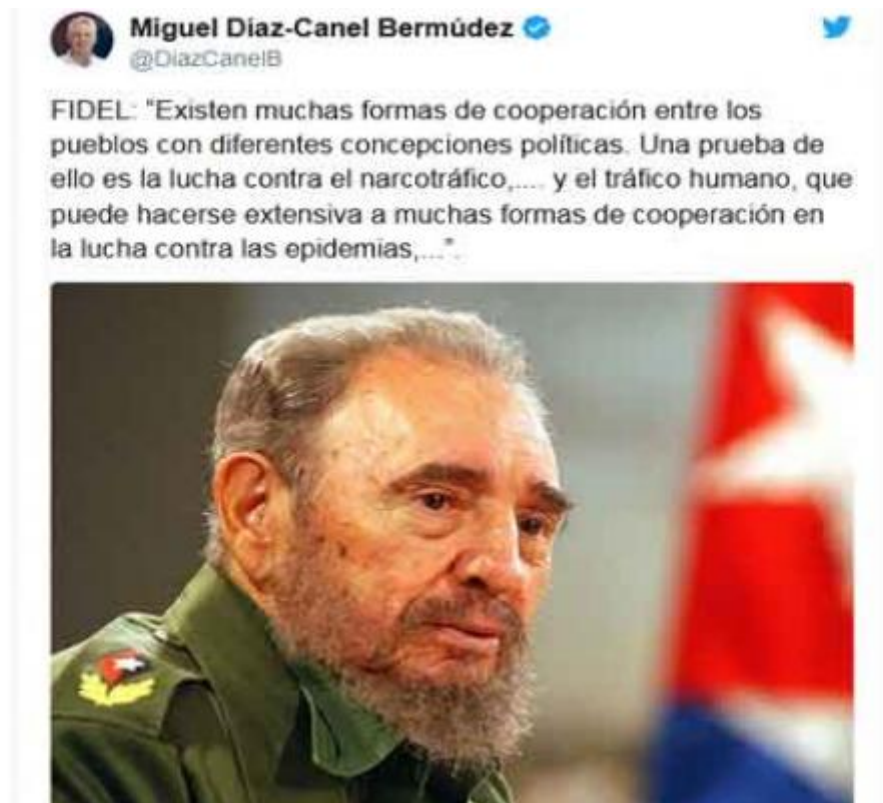 Miguel Díaz-Canel Bermúdez
@DiazCanelB
FIDEL: "Existen muchas formas de cooperación entre los
pueblos con diferentes concepciones políticas. Una prueba de
ello es la lucha contra el narcotráfico,.... y el tráfico humano, que
puede hacerse extensiva a muchas formas de cooperación en
la lucha contra las epidemias,...".